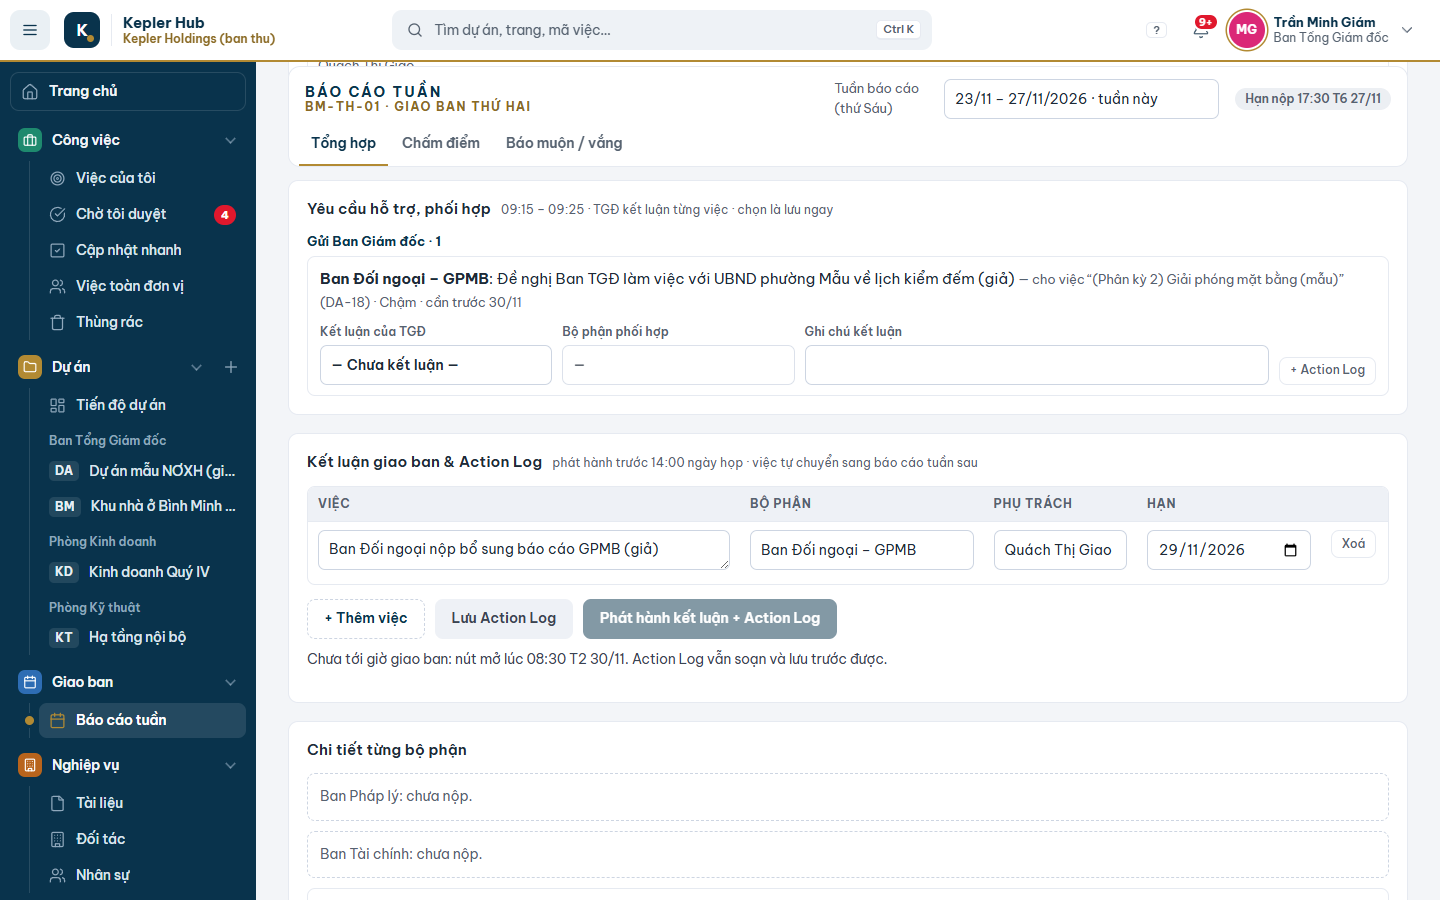 Kepler Hub
Kepler Holdings (ban thu)
Tìm dự án, trang, mã việc...
Ctrl K
?
9+
MG
Trần Minh Giám
Ban Tổng Giám đốc
K
Trang chủ
Công việc
Việc của tôi
Chờ tôi duyệt
4
Cập nhật nhanh
Việc toàn đơn vị
Thùng rác
Dự án
Tiến độ dự án
Ban Tổng Giám đốc
DA Dự án mẫu NƠXH (gi...
BM Khu nhà ở Bình Minh ...
Phòng Kinh doanh
KD Kinh doanh Quý IV
Phòng Kỹ thuật
KT Hạ tầng nội bộ
Giao ban
Báo cáo tuần
Nghiệp vụ
Tài liệu
Đối tác
Nhân sự
Quách Thị Giao
BÁO CÁO TUẦN
BM-TH-01 · GIAO BAN THỨ HAI
Tuần báo cáo
(thứ Sáu)
23/11 – 27/11/2026 · tuần này
Hạn nộp 17:30 T6 27/11
Tổng hợp
Chấm điểm
Báo muộn / vắng
Yêu cầu hỗ trợ, phối hợp 09:15 – 09:25 · TGĐ kết luận từng việc · chọn là lưu ngay
Gửi Ban Giám đốc · 1
Ban Đối ngoại – GPMB: Đề nghị Ban TGĐ làm việc với UBND phường Mẫu về lịch kiểm đếm (giả) — cho việc “(Phân kỳ 2) Giải phóng mặt bằng (mẫu)”
(DA-18) · Chậm · cần trước 30/11
Kết luận của TGĐ
Bộ phận phối hợp
Ghi chú kết luận
— Chưa kết luận —
—
+ Action Log
Kết luận giao ban & Action Log phát hành trước 14:00 ngày họp · việc tự chuyển sang báo cáo tuần sau
VIỆC
BỘ PHẬN
PHỤ TRÁCH
HẠN
Ban Đối ngoại nộp bổ sung báo cáo GPMB (giả)
Ban Đối ngoại – GPMB
Quách Thị Giao
29/11/2026
Xoá
+ Thêm việc
Lưu Action Log
Phát hành kết luận + Action Log
Chưa tới giờ giao ban: nút mở lúc 08:30 T2 30/11. Action Log vẫn soạn và lưu trước được.
Chi tiết từng bộ phận
Ban Pháp lý: chưa nộp.
Ban Tài chính: chưa nộp.